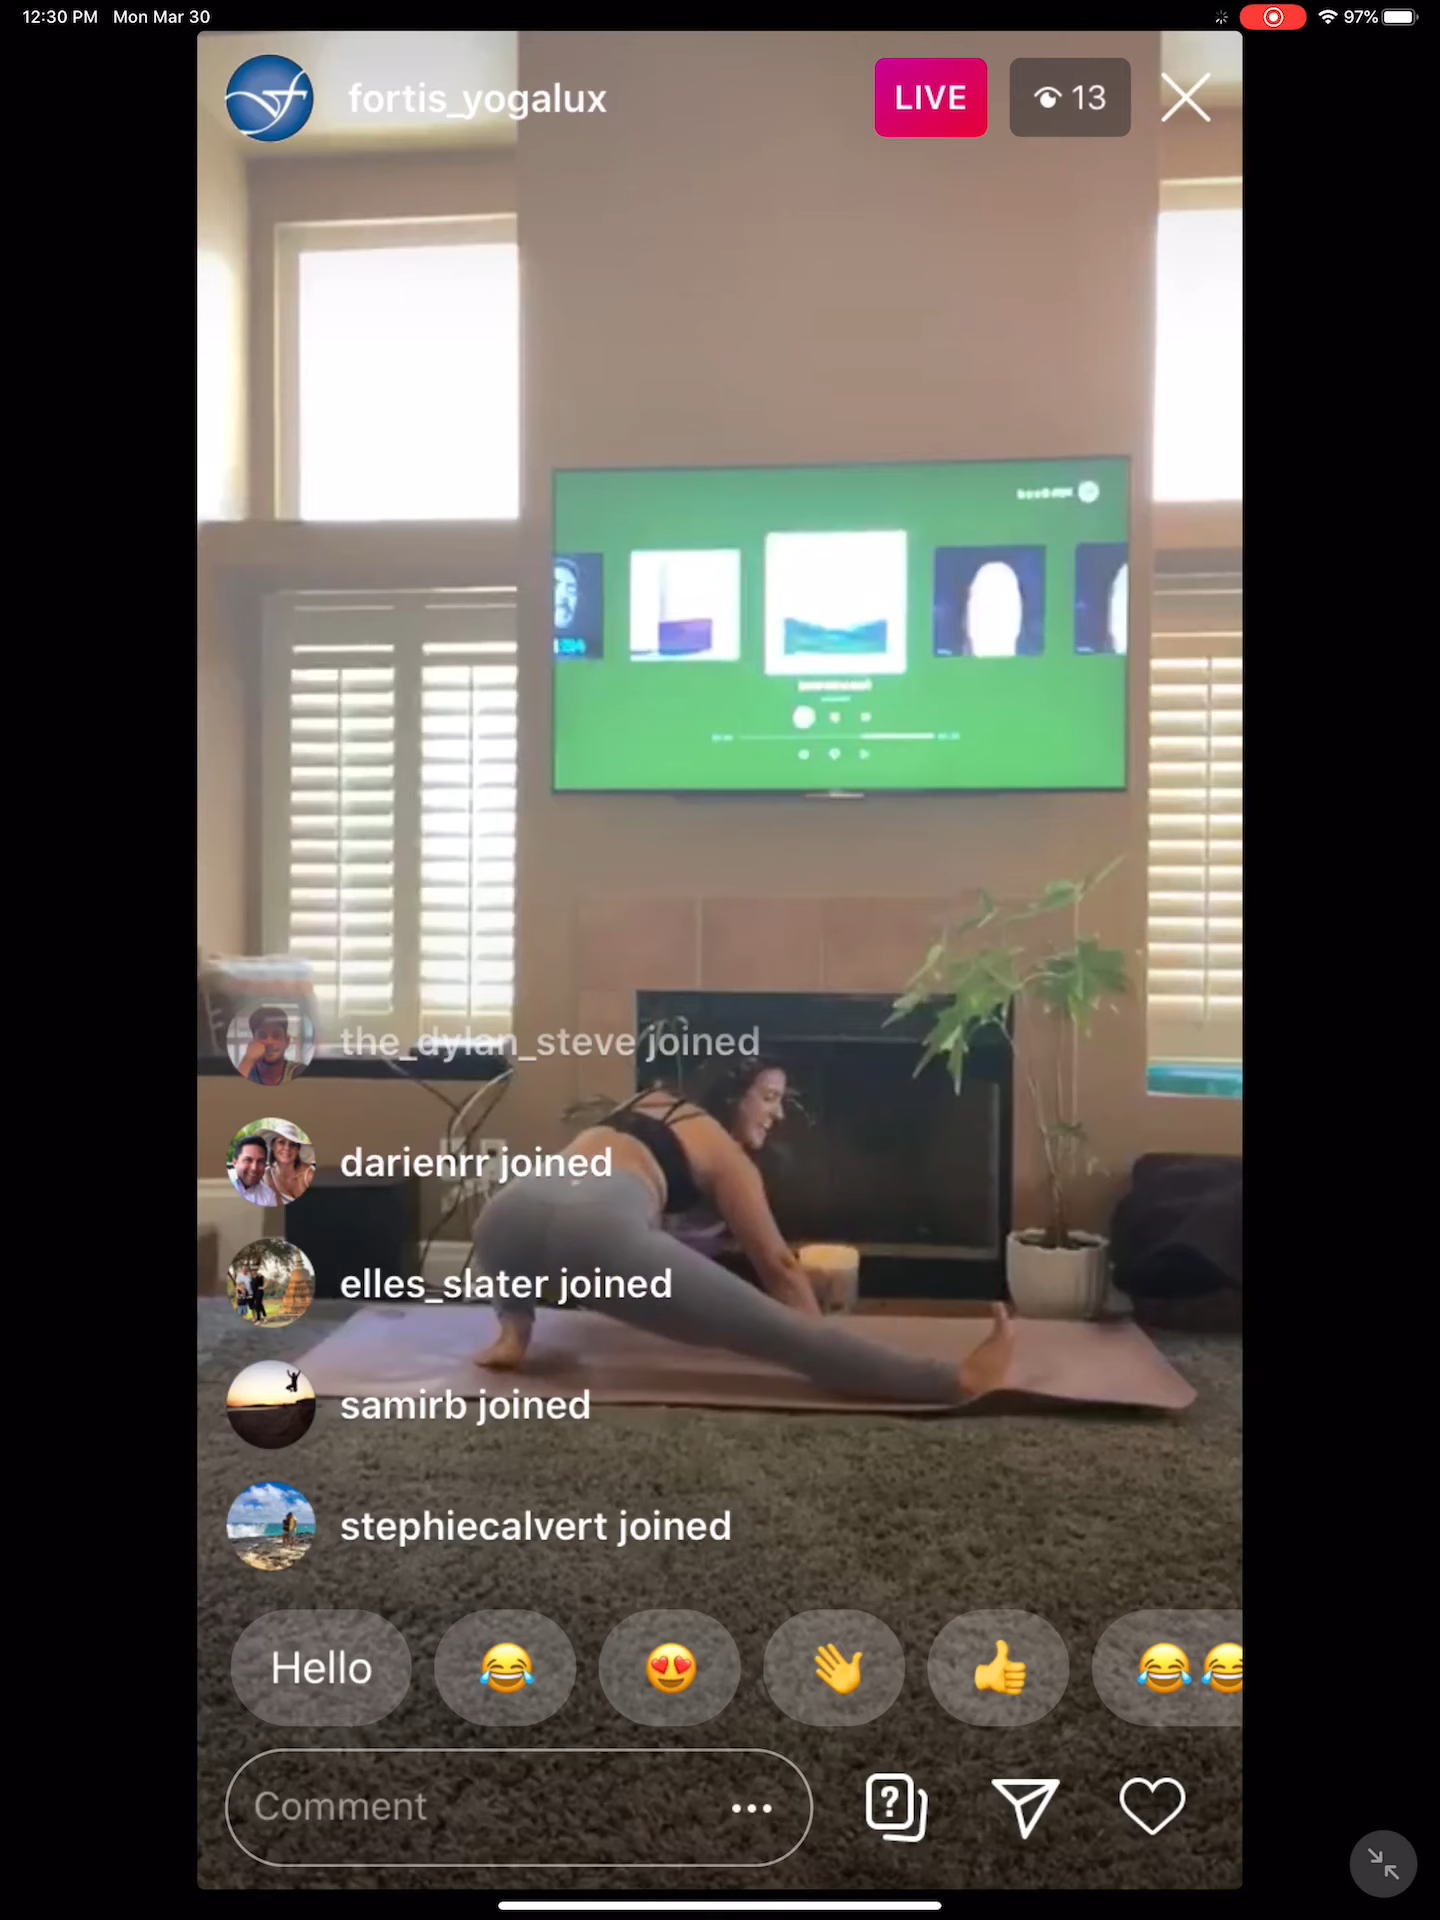 12:30 PM Mon Mar 30
97%
fortis_yogalux
LIVE
13
the_dylan_steve joined
darienrr joined
elles_slater joined
samirb joined
stephiecalvert joined
Hello
Comment